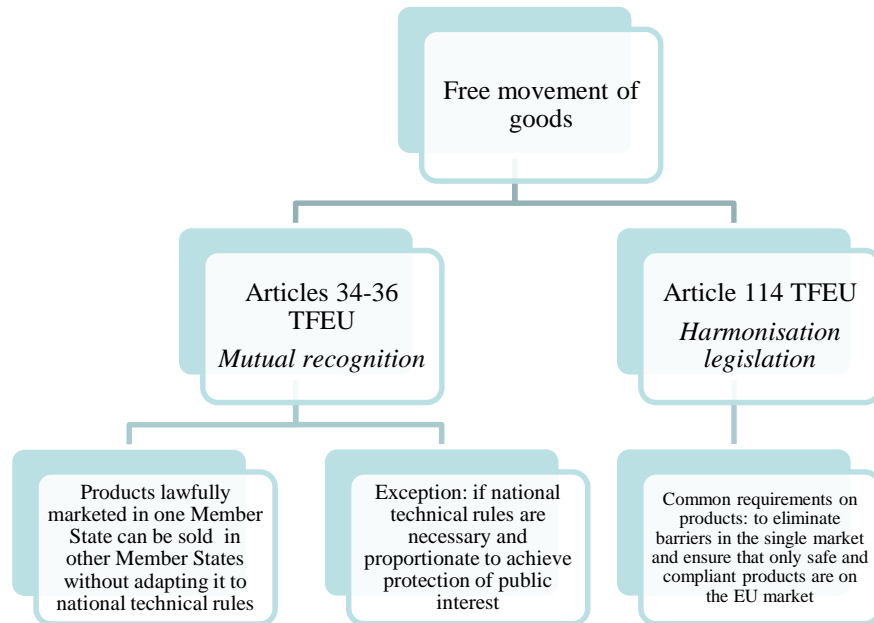 Free movement of
goods
Articles 34-36
TFEU
Mutual recognition
Article 114 TFEU
Harmonisation
legislation
Products lawfully
marketed in one Member
State can be sold in
other Member States
without adapting it to
national technical rules
Exception: if national
technical rules are
necessary and
proportionate to achieve
protection of public
interest
Common requirements on
products: to eliminate
barriers in the single market
and ensure that only safe and
compliant products are on
the EU market